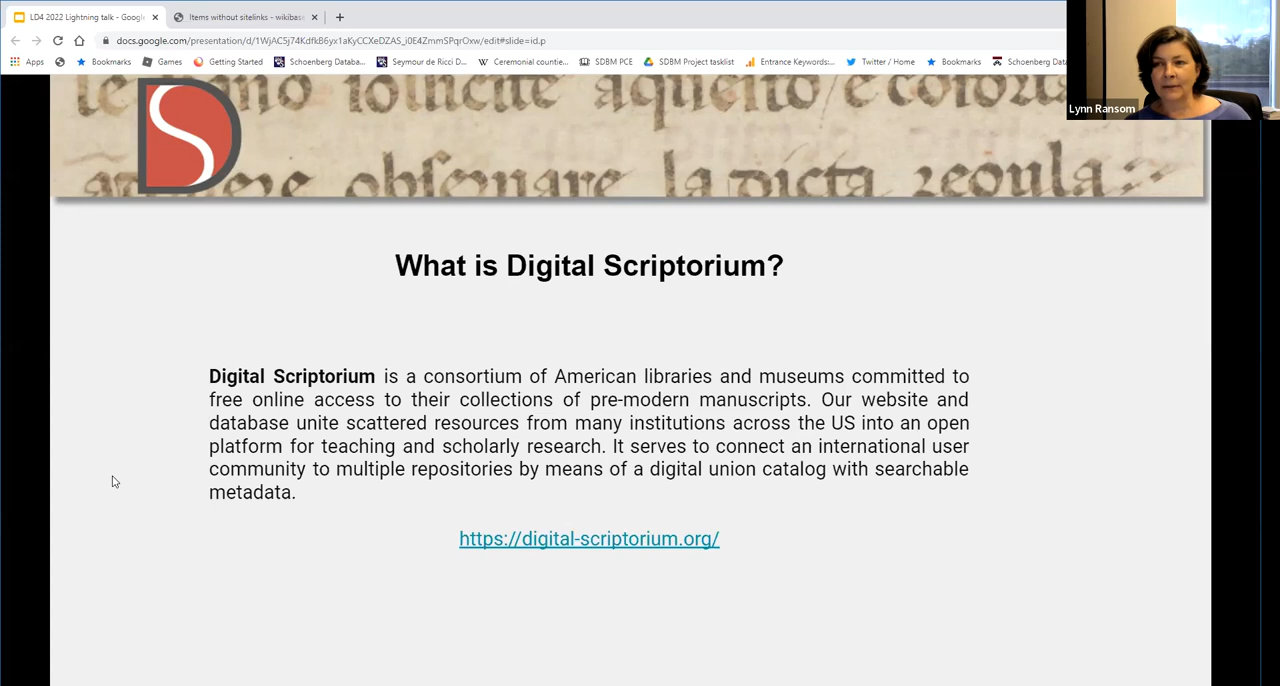 LD4 2022 Lightning talk - Googl
Items without sitelinks - wikibase
docs.google.com/presentation/d/1WjAC5j74KdfkB6yx1aKyCCXeDZAS_j0E4ZmmSPqrOxw/edit#slide=id.p
Apps Bookmarks Games Getting Started Schoenberg Databa... Seymour de Ricci D... Ceremonial countie... SDBM PCE SDBM Project tasklist Entrance Keywords:... Twitter / Home Bookmarks Schoenberg Data
Lynn Ransom
DS
obseruare la dicta regula
What is Digital Scriptorium?
Digital Scriptorium is a consortium of American libraries and museums committed to
free online access to their collections of pre-modern manuscripts. Our website and
database unite scattered resources from many institutions across the US into an open
platform for teaching and scholarly research. It serves to connect an international user
community to multiple repositories by means of a digital union catalog with searchable
metadata.
https://digital-scriptorium.org/